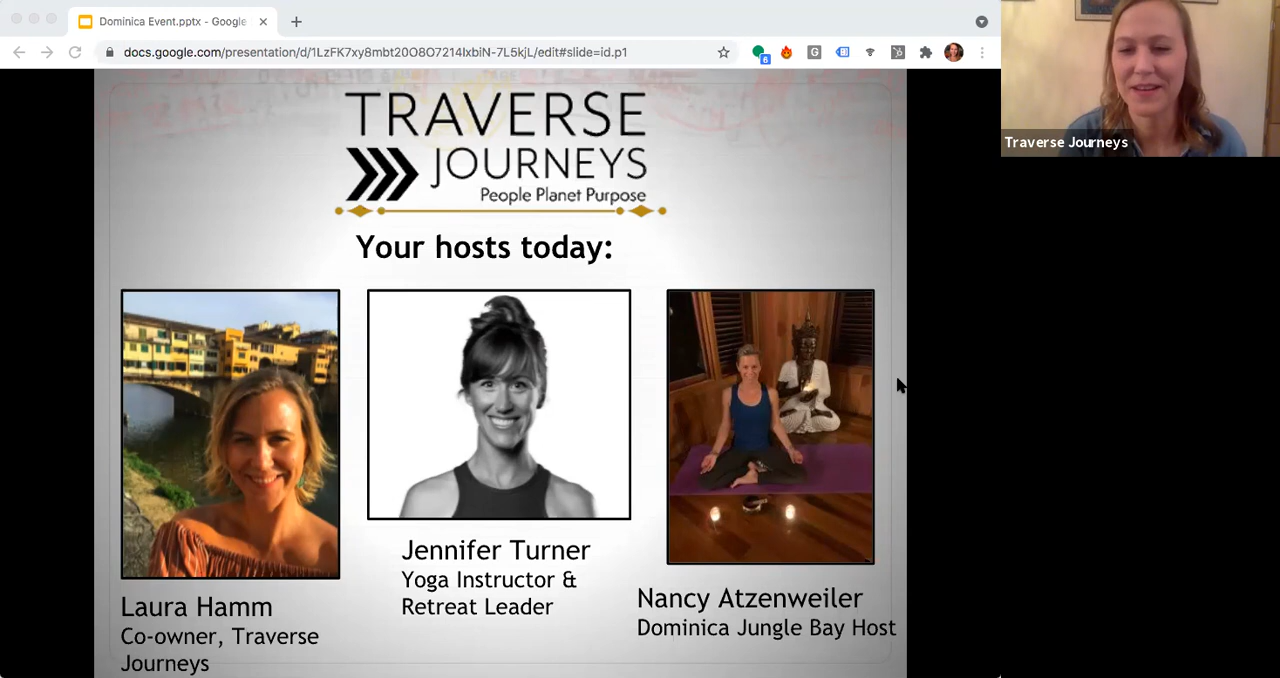 Dominica Event.pptx - Google
docs.google.com/presentation/d/1LzFK7xy8mbt20O8O7214lxbiN-7L5kjL/edit#slide=id.p1
6
G
TRAVERSE
JOURNEYS
People Planet Purpose
Your hosts today:
Laura Hamm
Co-owner, Traverse
Journeys
Jennifer Turner
Yoga Instructor &
Retreat Leader
Nancy Atzenweiler
Dominica Jungle Bay Host
Traverse Journeys